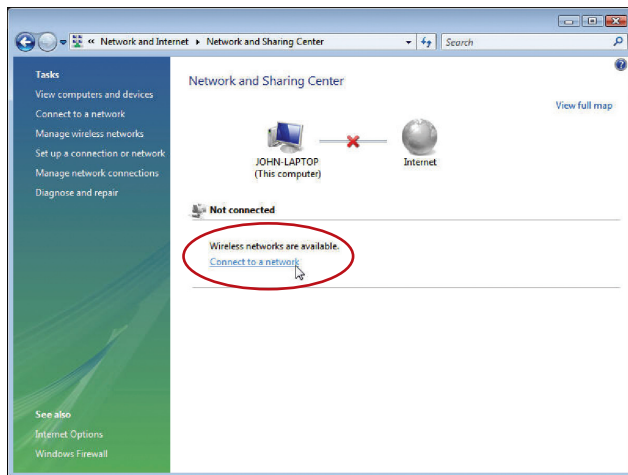 « Network and Internet ▸ Network and Sharing Center
Search
Tasks
View computers and devices
Connect to a network
Manage wireless networks
Set up a connection or network
Manage network connections
Diagnose and repair
See also
Internet Options
Windows Firewall
Network and Sharing Center
View full map
JOHN-LAPTOP
(This computer)
Internet
Not connected
Wireless networks are available.
Connect to a network